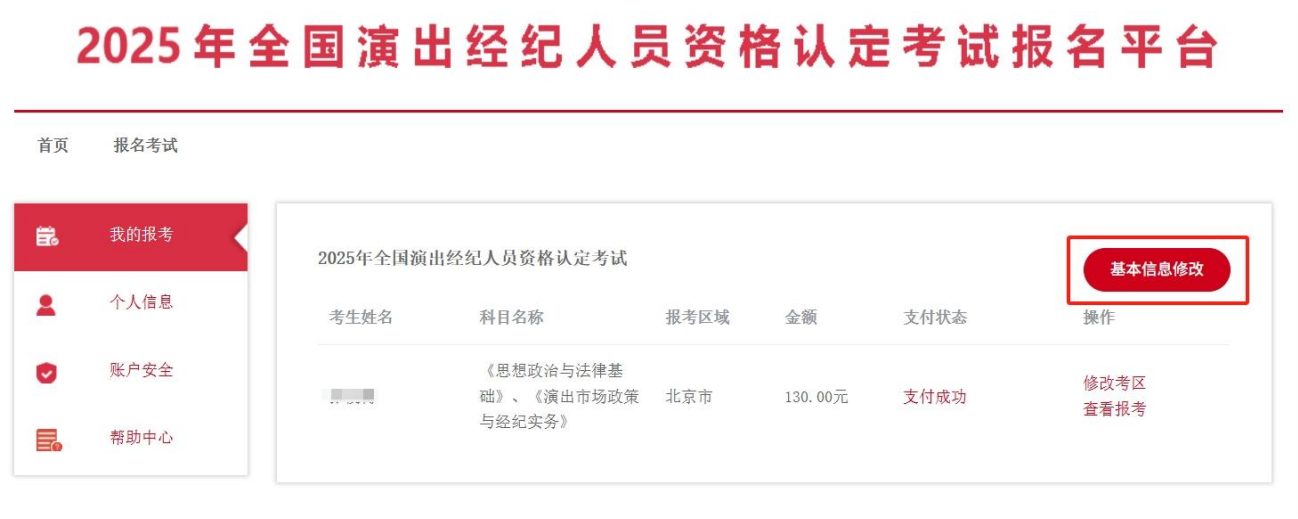 2025年全国演出经纪人员资格认定考试报名平台
首页 报名考试
我的报考
个人信息
账户安全
帮助中心
2025年全国演出经纪人员资格认定考试
基本信息修改
考生姓名 科目名称 报考区域 金额 支付状态 操作
《思想政治与法律基
础》、《演出市场政策
与经纪实务》
北京市 130.00元 支付成功
修改考区
查看报考